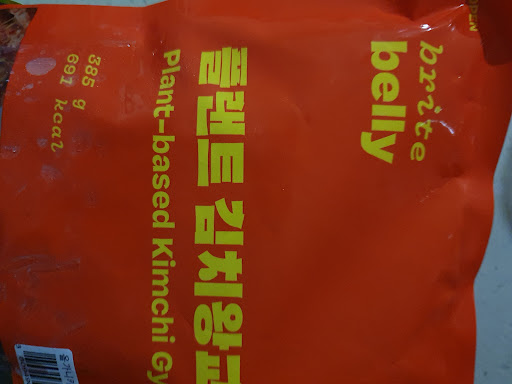 brite
belly
플랜트 김치왕교
Plant-based Kimchi Gy
385 g
691 kcal